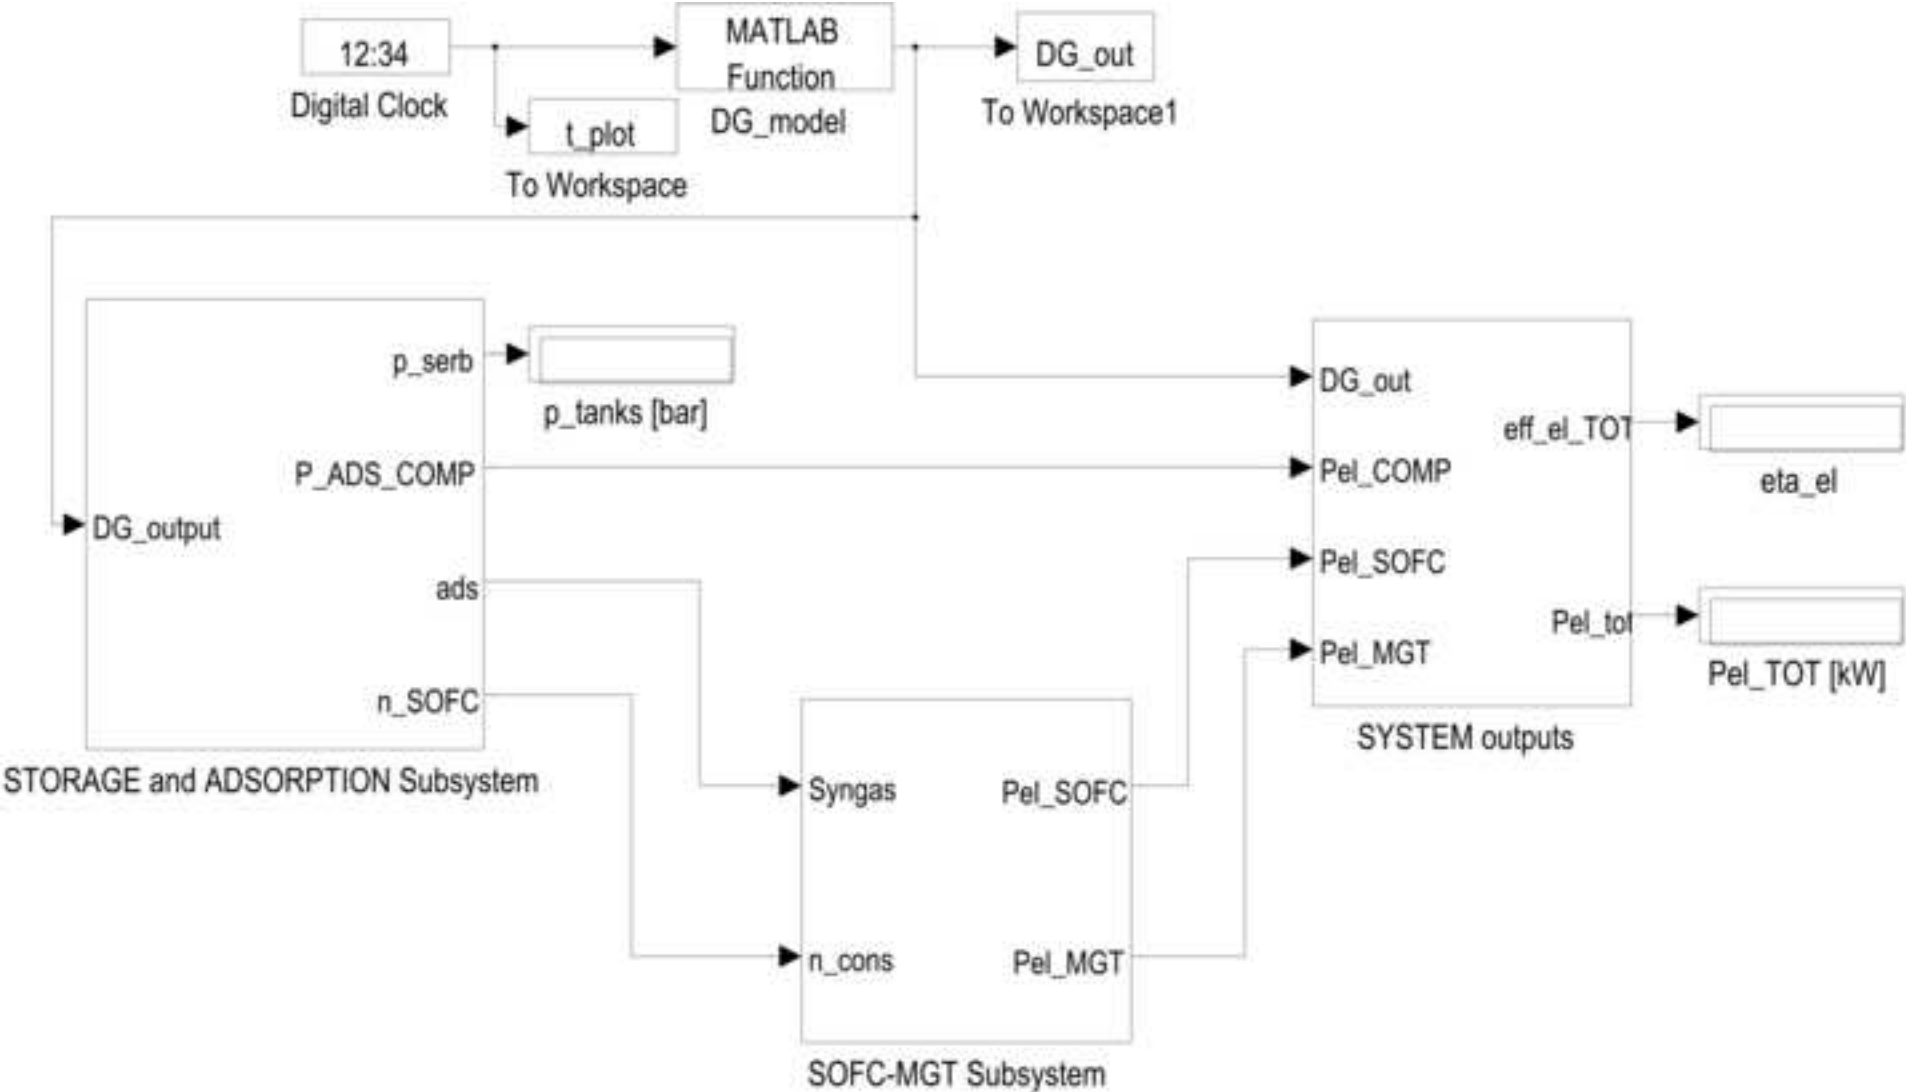 12:34
Digital Clock
t_plot
To Workspace
MATLAB
Function
DG_model
DG_out
To Workspace1
p_serb
p_tanks [bar]
P_ADS_COMP
DG_output
ads
n_SOFC
STORAGE and ADSORPTION Subsystem
Syngas
Pel_SOFC
n_cons
Pel_MGT
SOFC-MGT Subsystem
DG_out
eff_el_TOT
eta_el
Pel_COMP
Pel_SOFC
Pel_tot
Pel_MGT
Pel_TOT [kW]
SYSTEM outputs